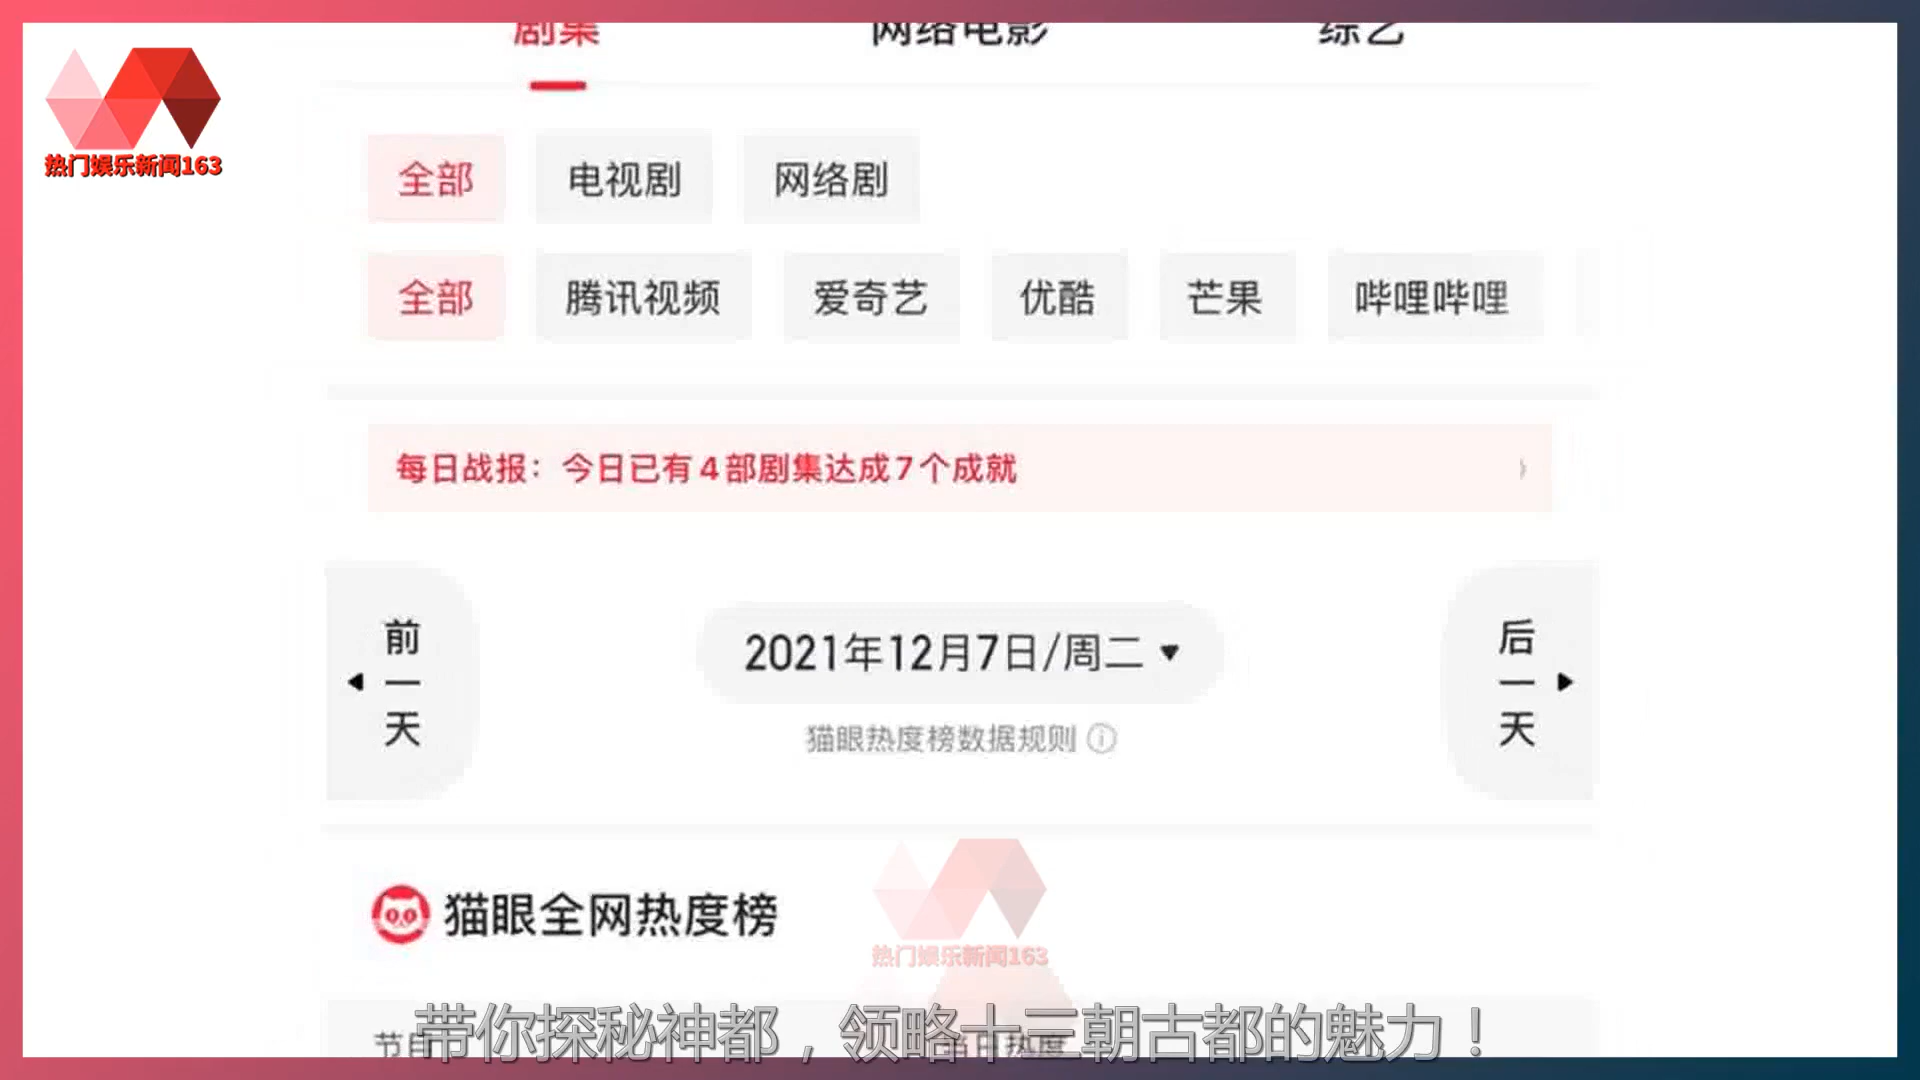 剧集 网络电影 综艺
热门娱乐新闻163
全部 电视剧 网络剧
全部 腾讯视频 爱奇艺 优酷 芒果 哔哩哔哩
每日战报：今日已有4部剧集达成7个成就
前一天
2021年12月7日/周二
后一天
猫眼热度榜数据规则
猫眼全网热度榜
热门娱乐新闻163
节目 当日热度
带你探秘神都，领略十三朝古都的魅力！